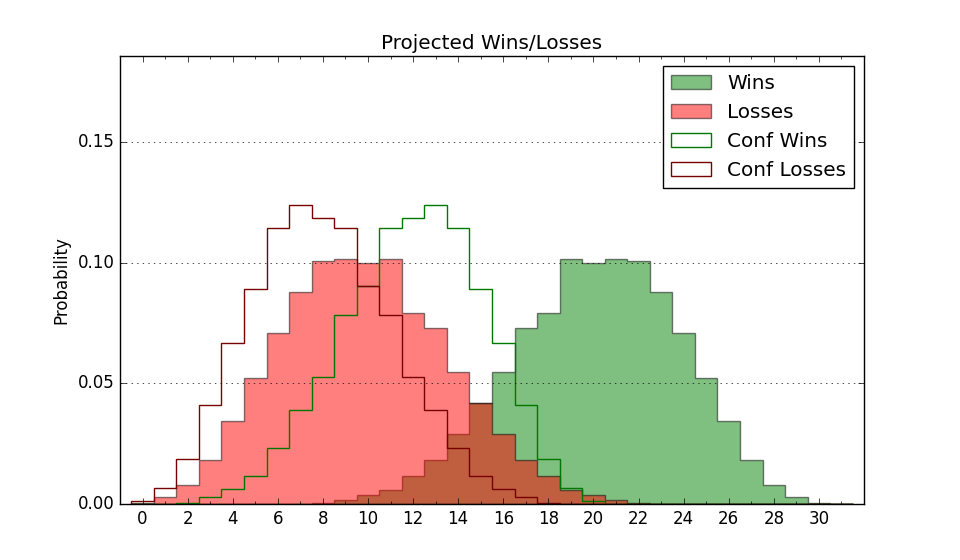 Projected Wins/Losses
Wins
Losses
Conf Wins
Conf Losses
Probability
0.15
0.10
0.05
0.00
0 2 4 6 8 10 12 14 16 18 20 22 24 26 28 30